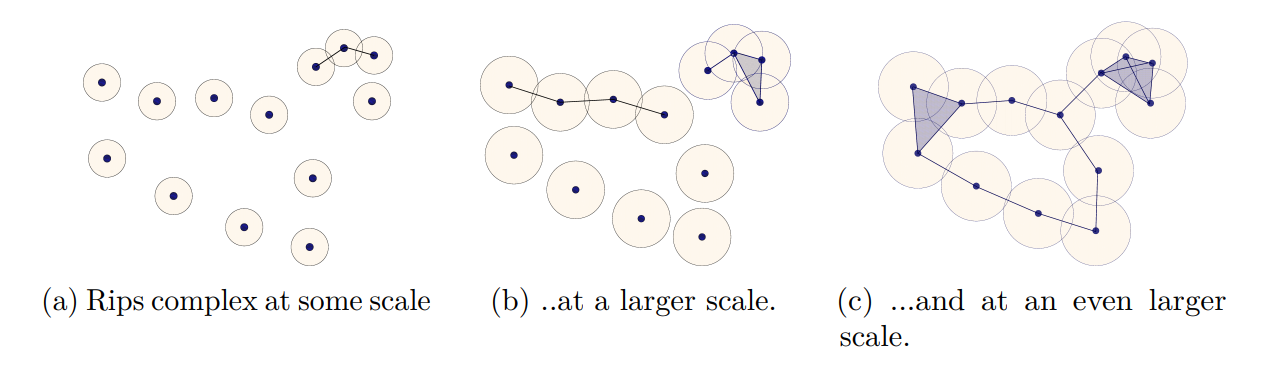 (a) Rips complex at some scale
(b) ..at a larger scale.
(c) ...and at an even larger
scale.